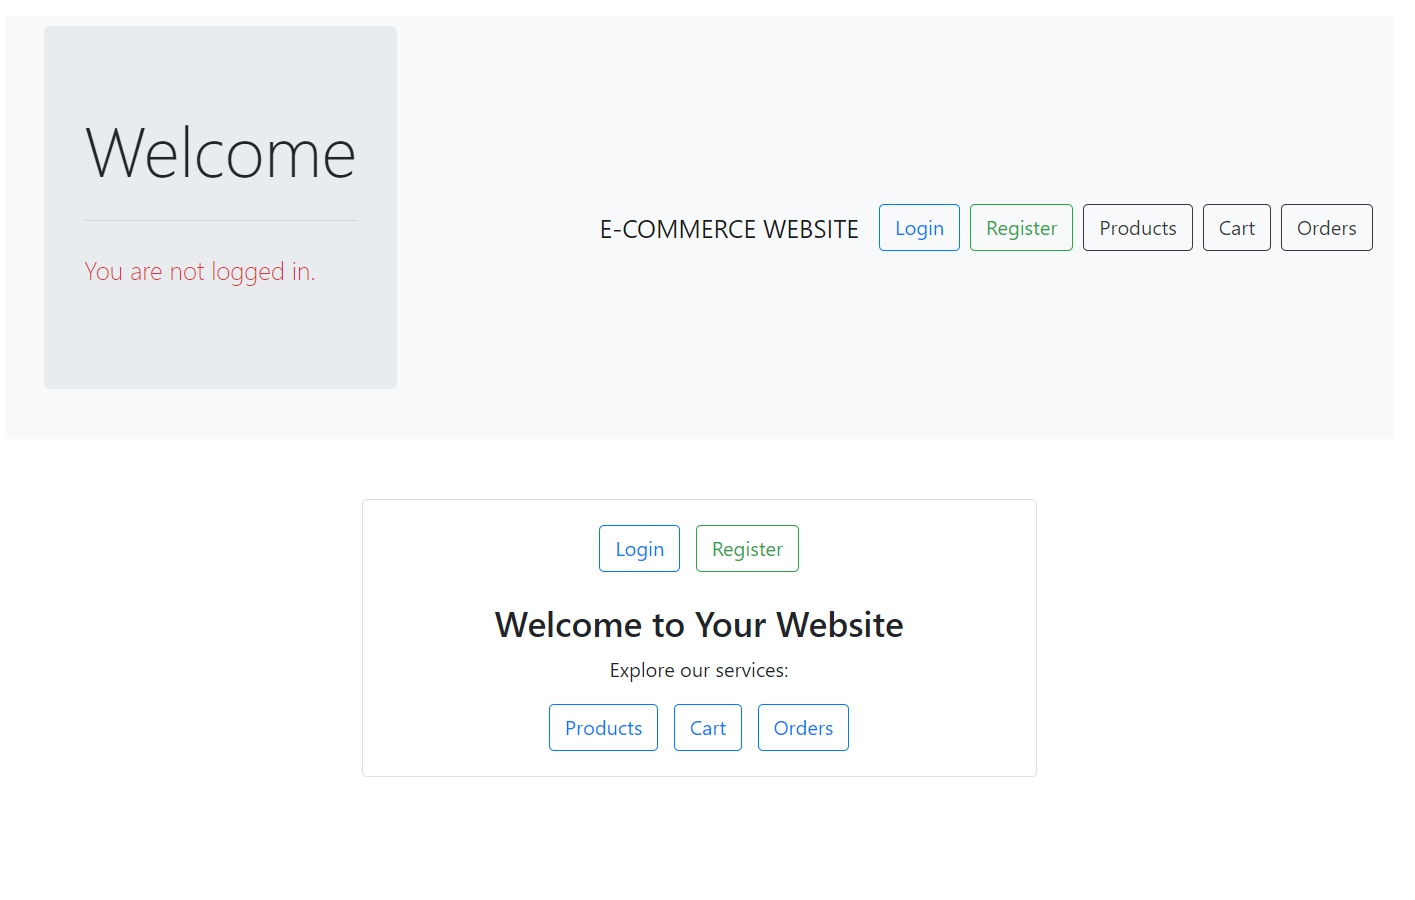 Welcome
You are not logged in.
E-COMMERCE WEBSITE Login Register Products Cart Orders
Login Register
Welcome to Your Website
Explore our services:
Products Cart Orders